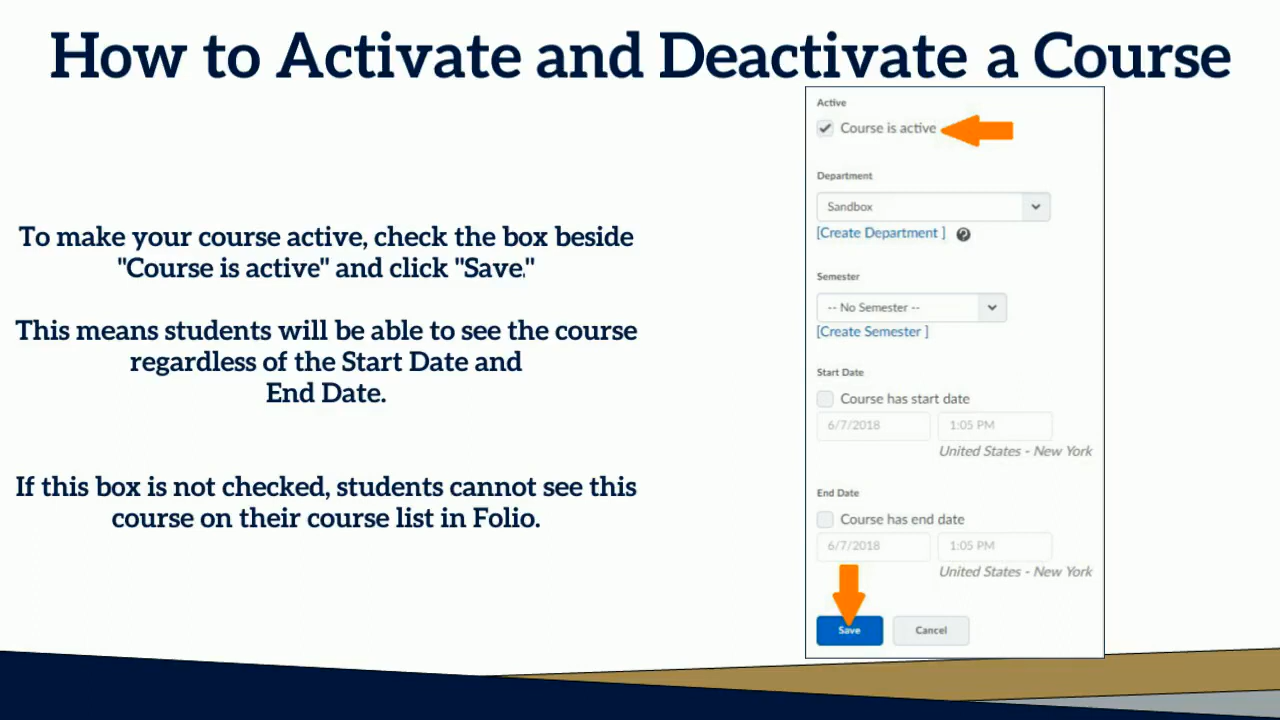 How to Activate and Deactivate a Course
To make your course active, check the box beside
"Course is active" and click "Save."
This means students will be able to see the course
regardless of the Start Date and
End Date.
If this box is not checked, students cannot see this
course on their course list in Folio.
Active
Course is active
Department
Sandbox
[Create Department ]
Semester
-- No Semester --
[Create Semester ]
Start Date
Course has start date
6/7/2018 1:05 PM
United States - New York
End Date
Course has end date
6/7/2018 1:05 PM
United States - New York
Save Cancel